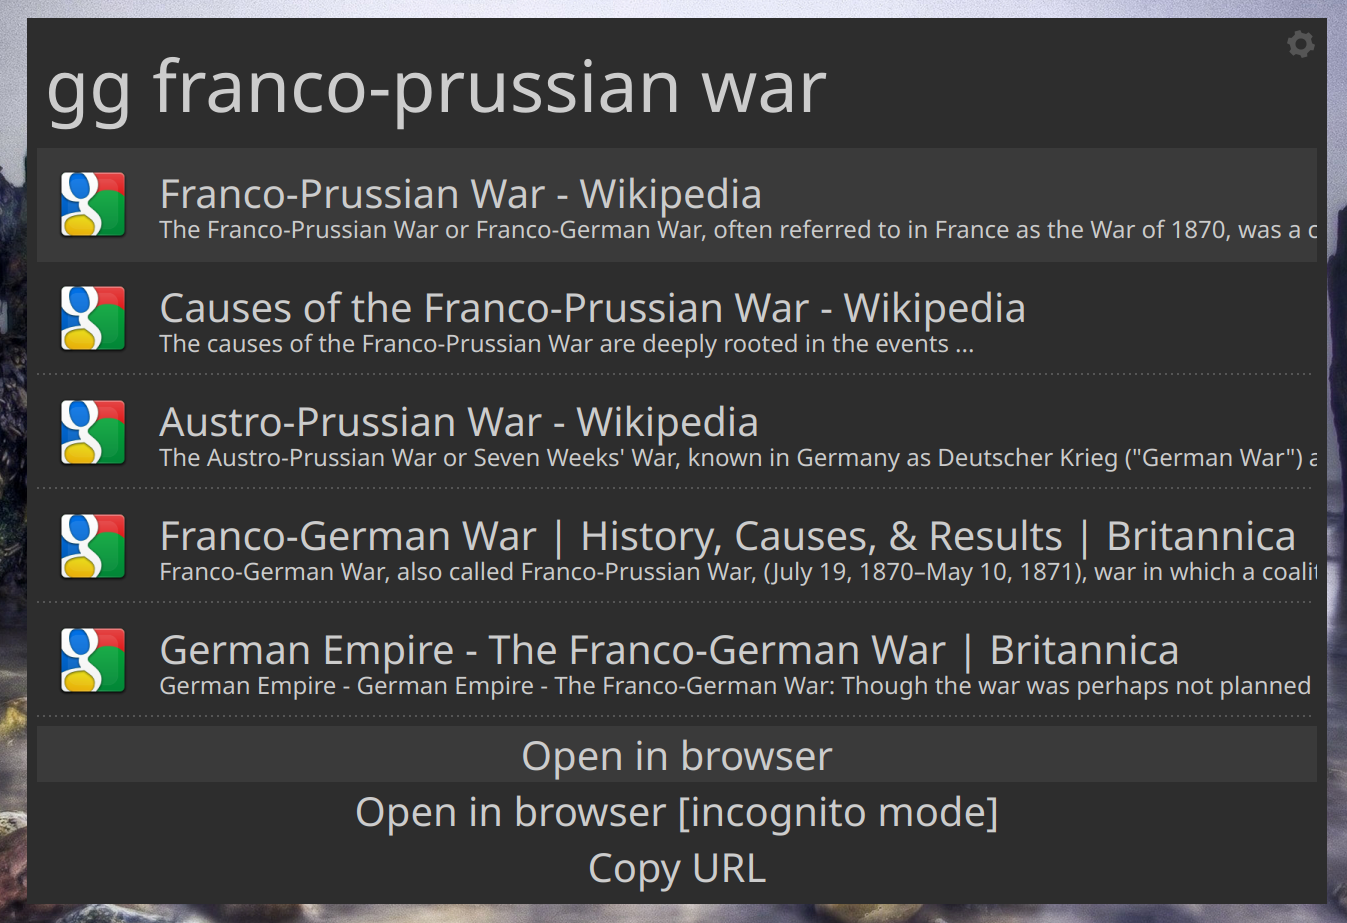 gg franco-prussian war
Franco-Prussian War - Wikipedia
The Franco-Prussian War or Franco-German War, often referred to in France as the War of 1870, was a c
Causes of the Franco-Prussian War - Wikipedia
The causes of the Franco-Prussian War are deeply rooted in the events ...
Austro-Prussian War - Wikipedia
The Austro-Prussian War or Seven Weeks' War, known in Germany as Deutscher Krieg ("German War") a
Franco-German War | History, Causes, & Results | Britannica
Franco-German War, also called Franco-Prussian War, (July 19, 1870–May 10, 1871), war in which a coalit
German Empire - The Franco-German War | Britannica
German Empire - German Empire - The Franco-German War: Though the war was perhaps not planned
Open in browser
Open in browser [incognito mode]
Copy URL